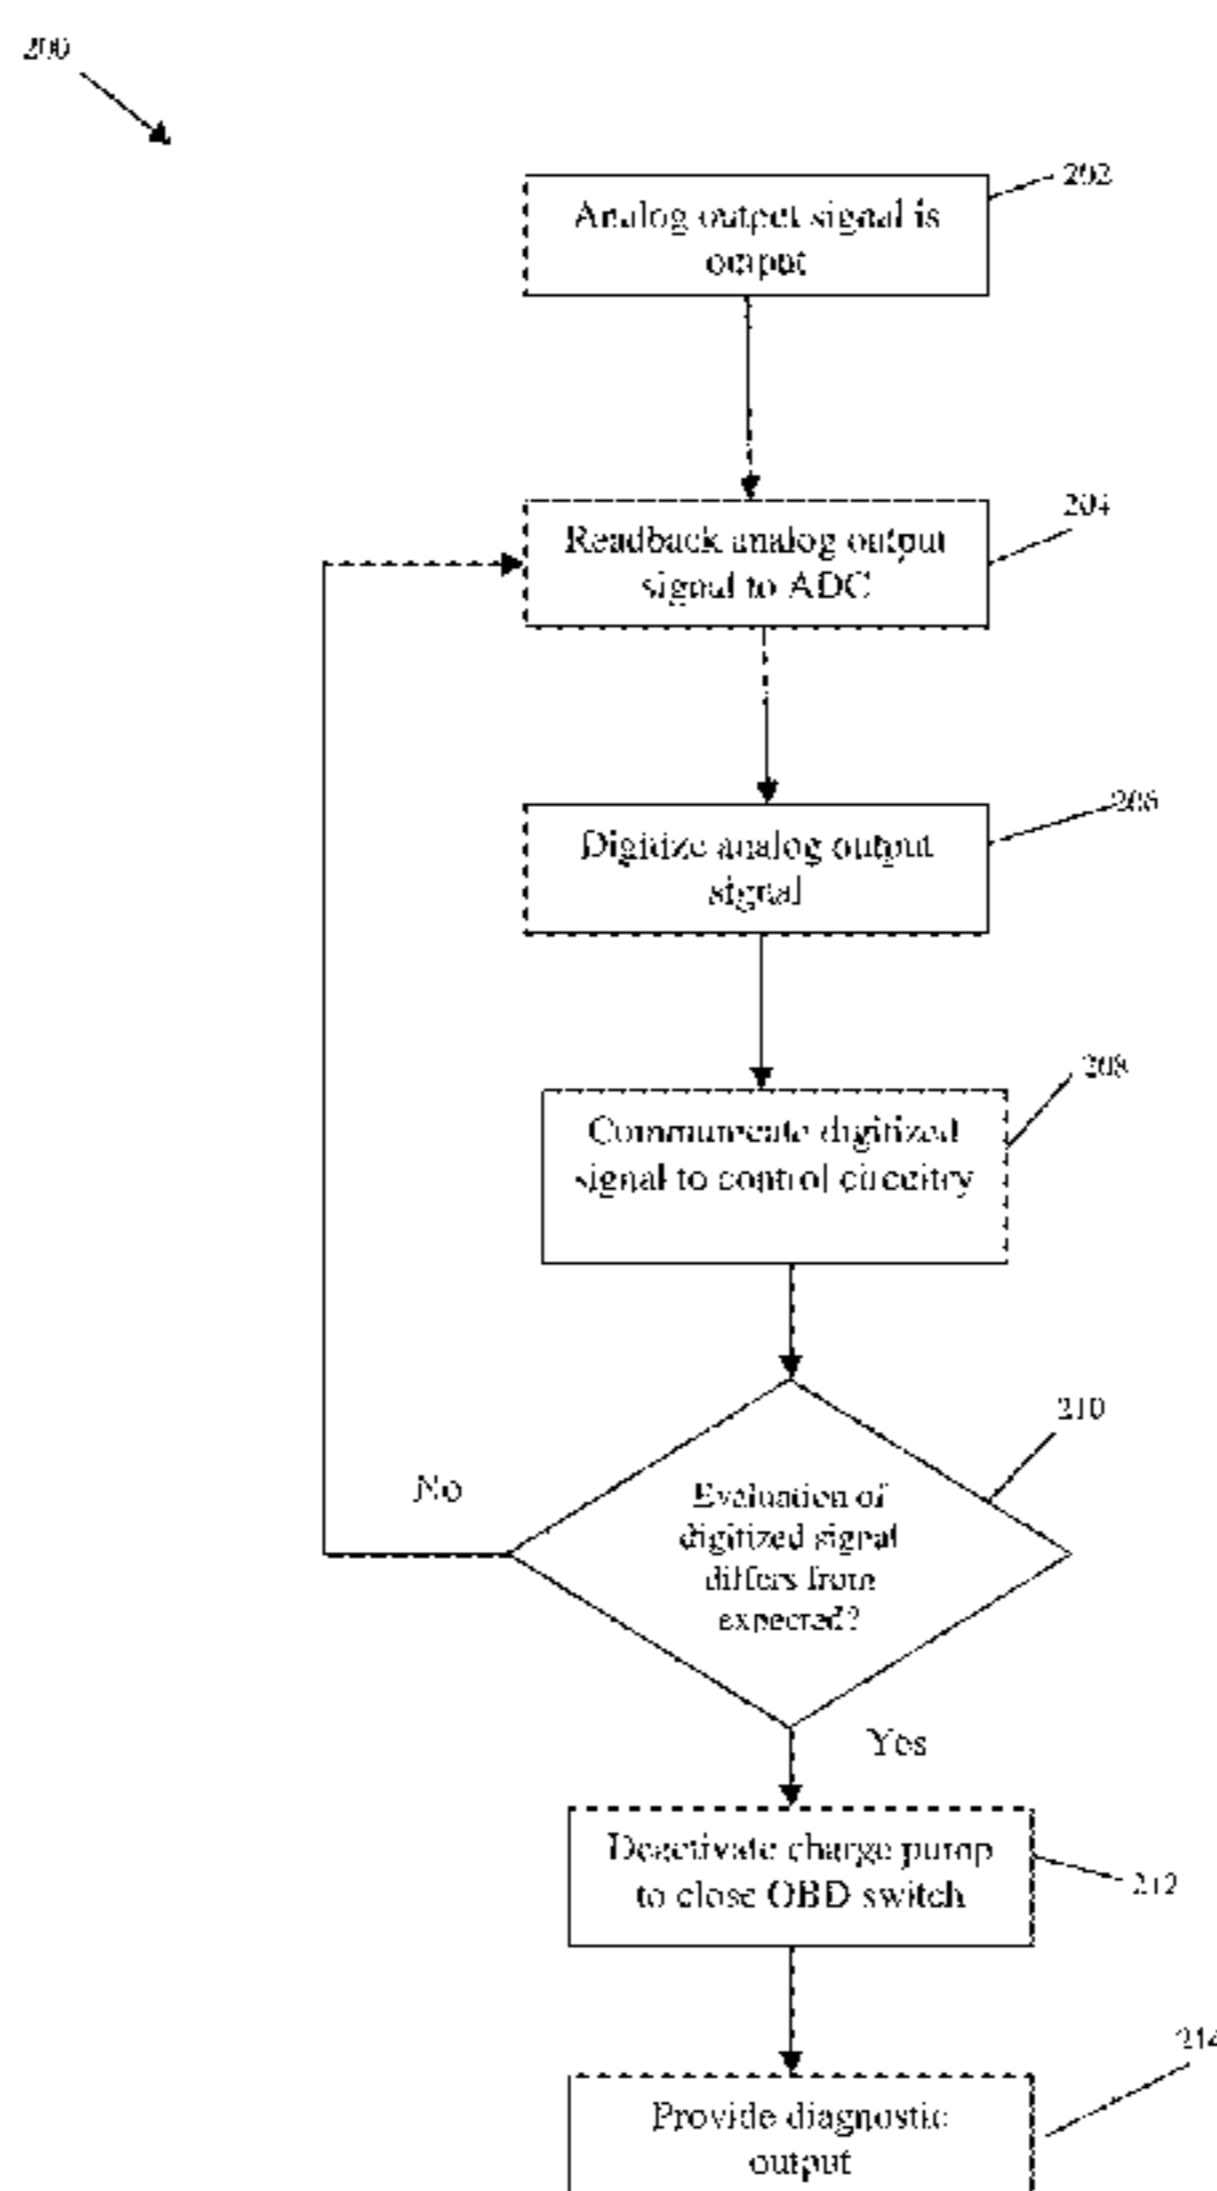 200
202
Analog output signal is
output
204
Readback analog output
signal to ADC
206
Digitize analog output
signal
208
Communicate digitized
signal to control circuitry
210
No
Evaluation of
digitized signal
differs from
expected?
Yes
Deactivate charge pump
to close OBD switch
212
214
Provide diagnostic
output